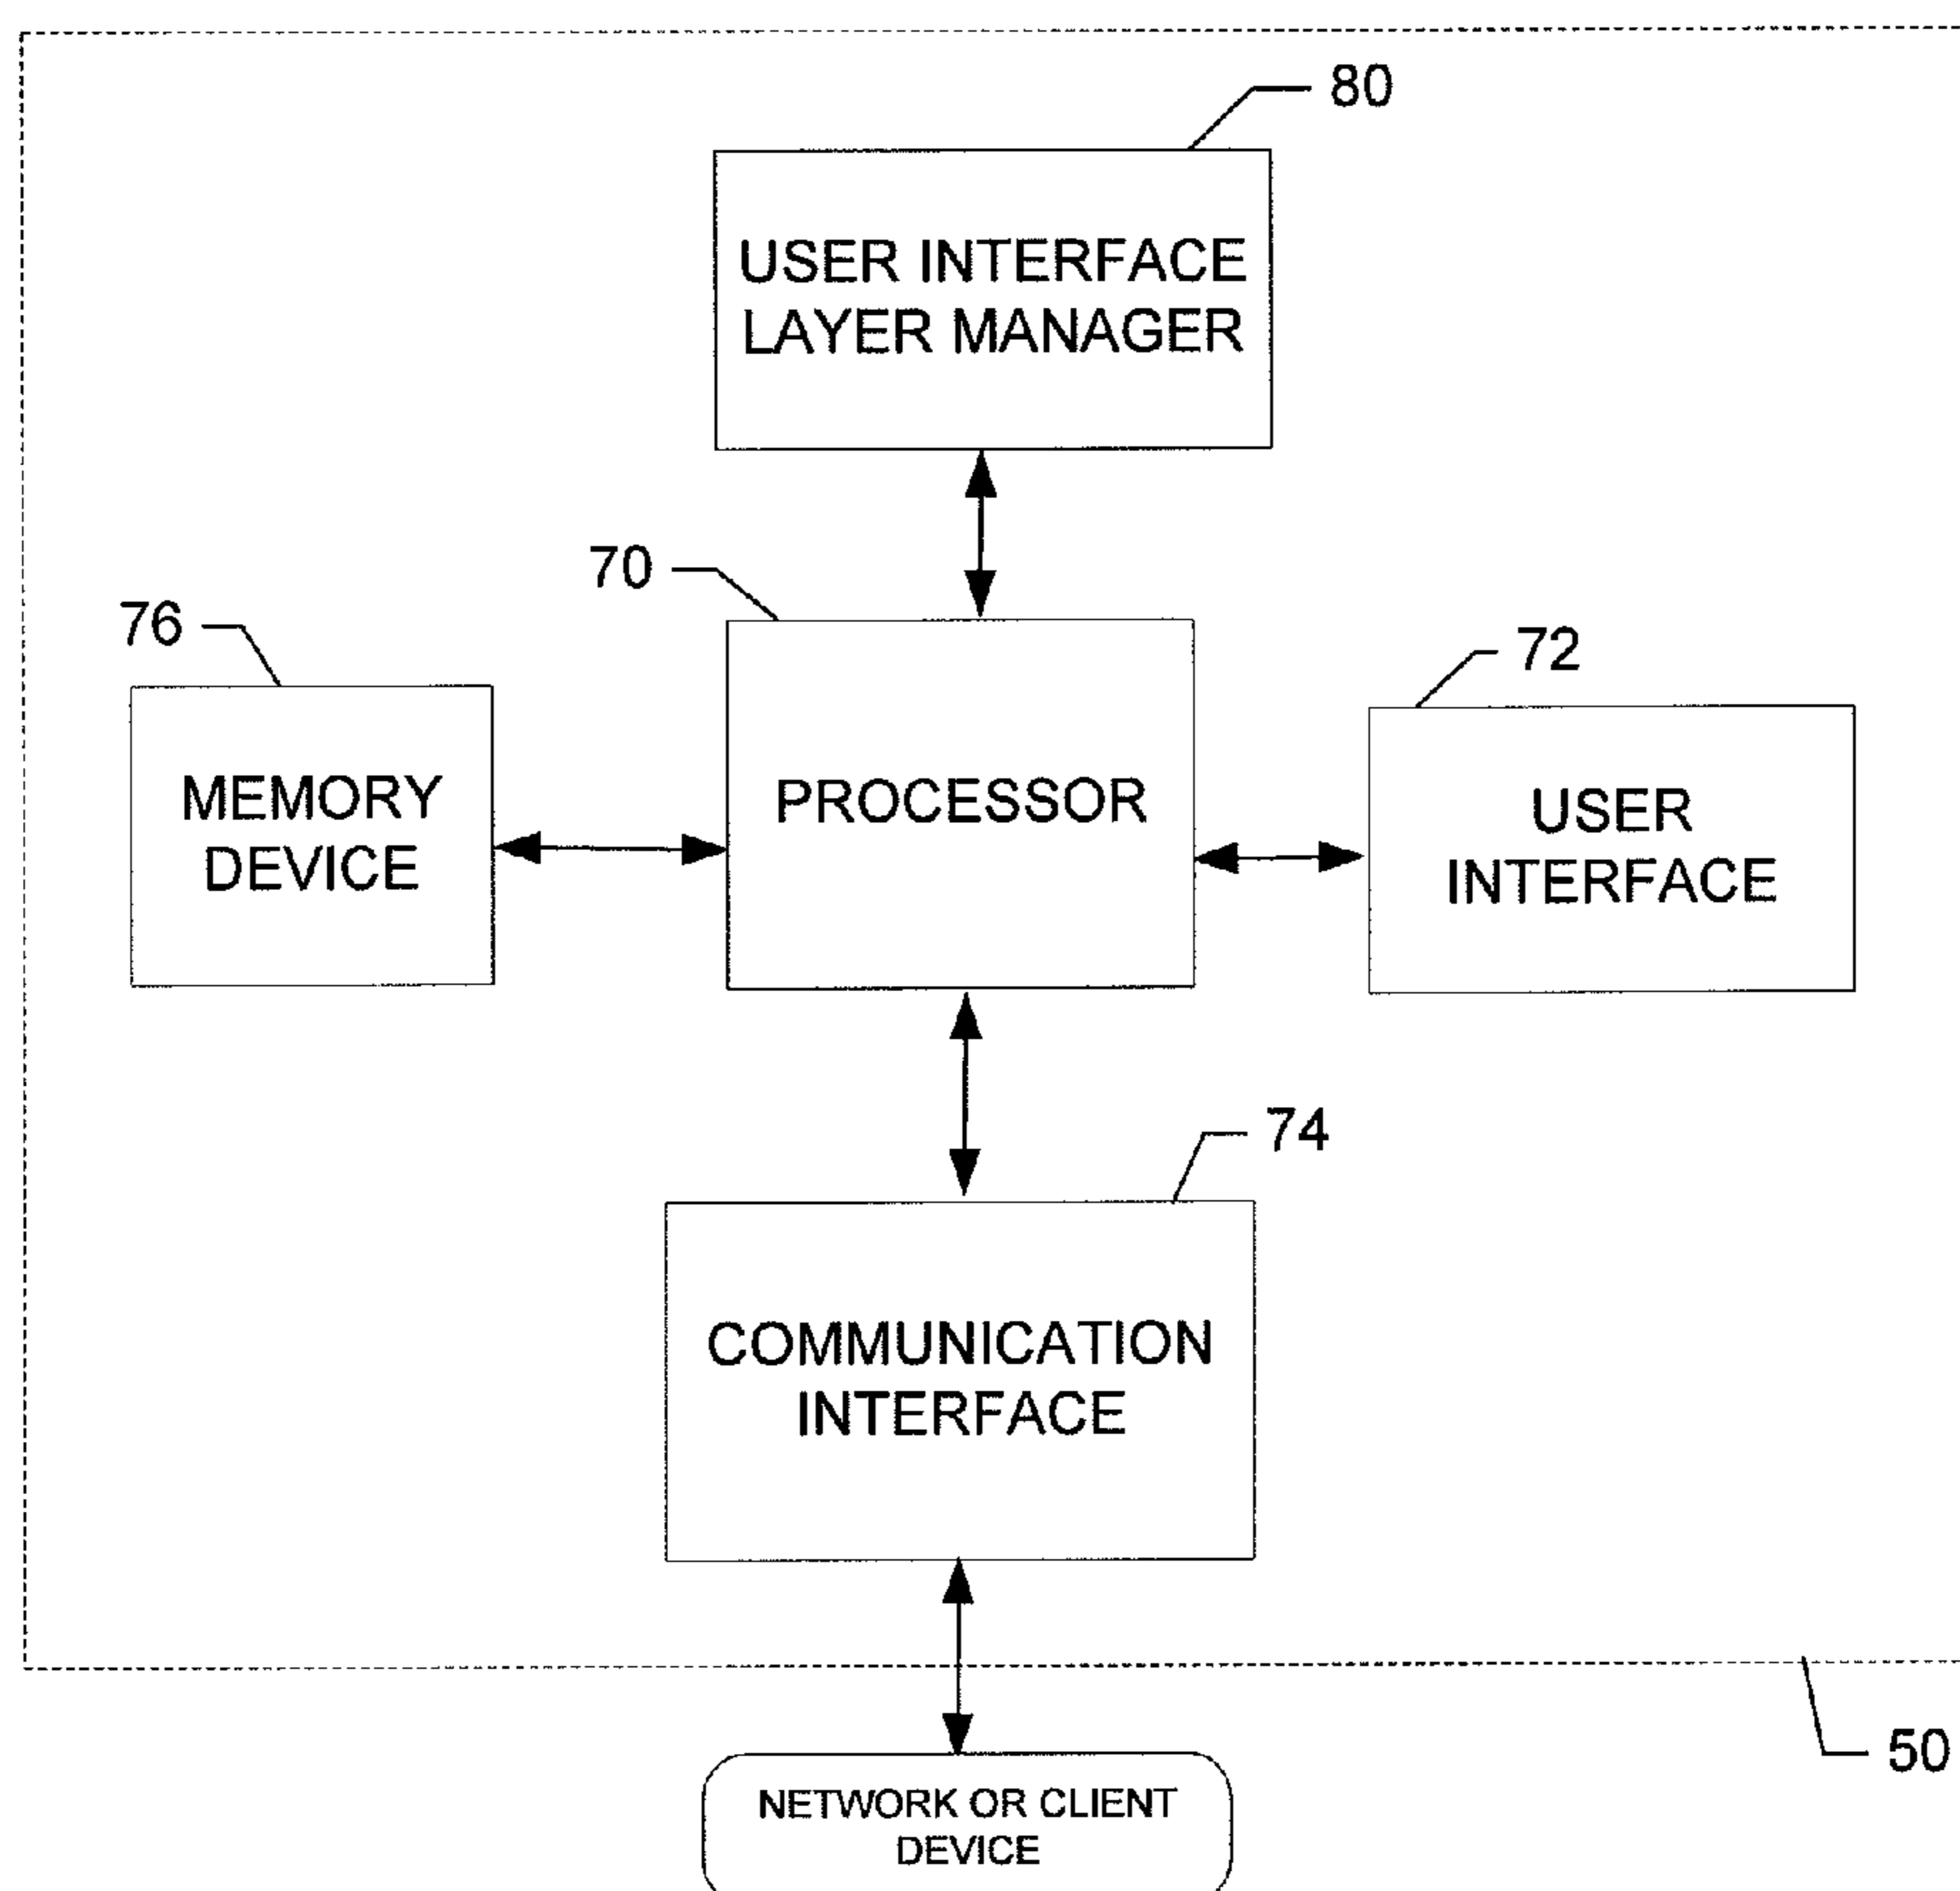 80
USER INTERFACE
LAYER MANAGER
70
76
72
MEMORY
DEVICE
PROCESSOR
USER
INTERFACE
74
COMMUNICATION
INTERFACE
50
NETWORK OR CLIENT
DEVICE